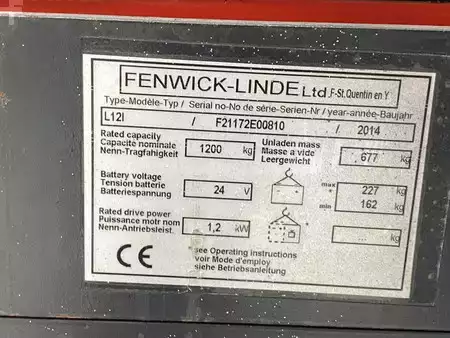 FENWICK-LINDE Ltd. F-St. Quentin en Y.
Type-Modèle-Typ / Serial no-No de série-Serien-Nr / year-année-Baujahr
L12I / F21172E00810 / 2014
Rated capacity
Capacité nominale
Nenn-Tragfahigkeit
1200 kg
Unladen mass
Masse a vide
Leergewicht
677 kg
Battery voltage
Tension batterie
Batteriespannung
24 V
max
+ 227 kg
min 162 kg
Rated drive power
Puissance motr nom
Nenn-Antriebsleist.
1,2 kW
... kg
see Operating instructions
voir Mode d'employ
siehe Betriebsanleitung
CE